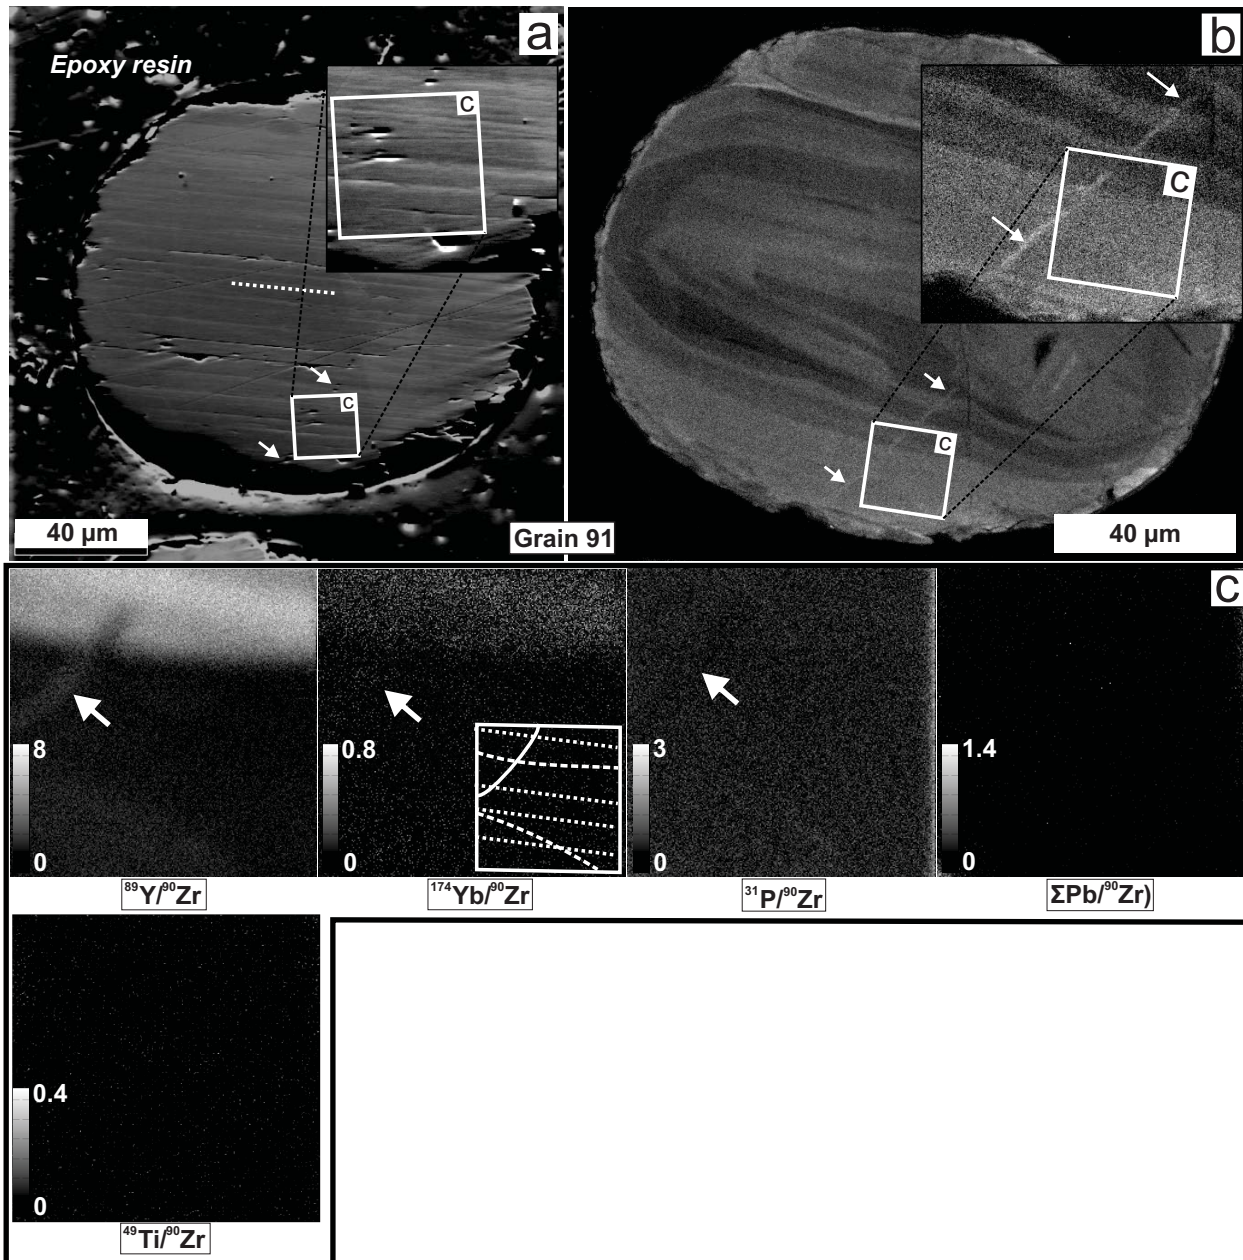 a
Epoxy resin
c
c
40 µm
Grain 91
b
c
c
40 µm
c
8
0
⁸⁹Y/⁹⁰Zr
0.8
0
¹⁷⁴Yb/⁹⁰Zr
3
0
³¹P/⁹⁰Zr
1.4
0
ΣPb/⁹⁰Zr)
0.4
0
⁴⁹Ti/⁹⁰Zr